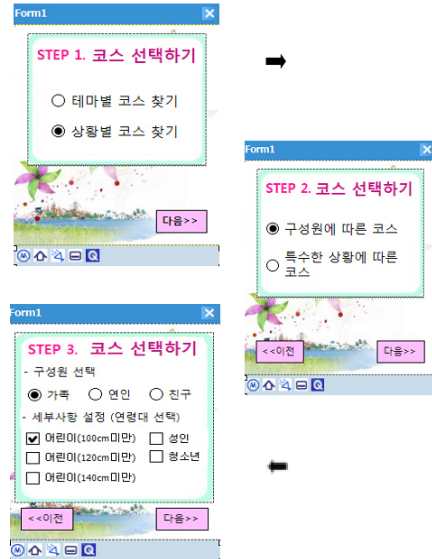 Form1
STEP 1. 코스 선택하기
테마별 코스 찾기
상황별 코스 찾기
다음>>
Form1
STEP 2. 코스 선택하기
구성원에 따른 코스
특수한 상황에 따른
코스
<<이전 다음>>
Form1
STEP 3. 코스 선택하기
- 구성원 선택
가족 연인 친구
- 세부사항 설정 (연령대 선택)
어린이(100cm미만) 성인
어린이(120cm미만) 청소년
어린이(140cm미만)
<<이전 다음>>